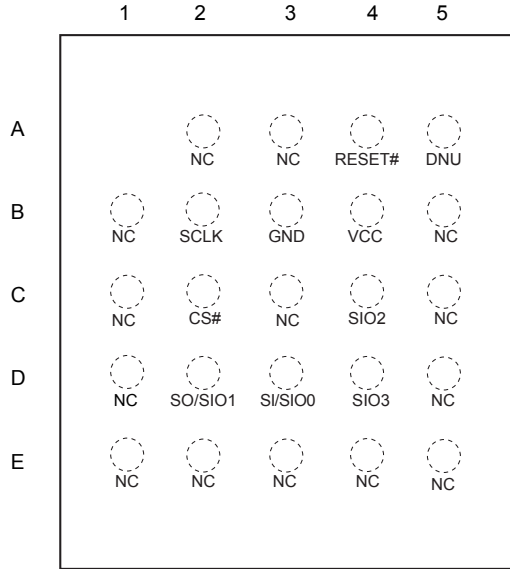 1 2 3 4 5
A
NC NC RESET# DNU
B
NC SCLK GND VCC NC
C
NC CS# NC SIO2 NC
D
NC SO/SIO1 SI/SIO0 SIO3 NC
E
NC NC NC NC NC